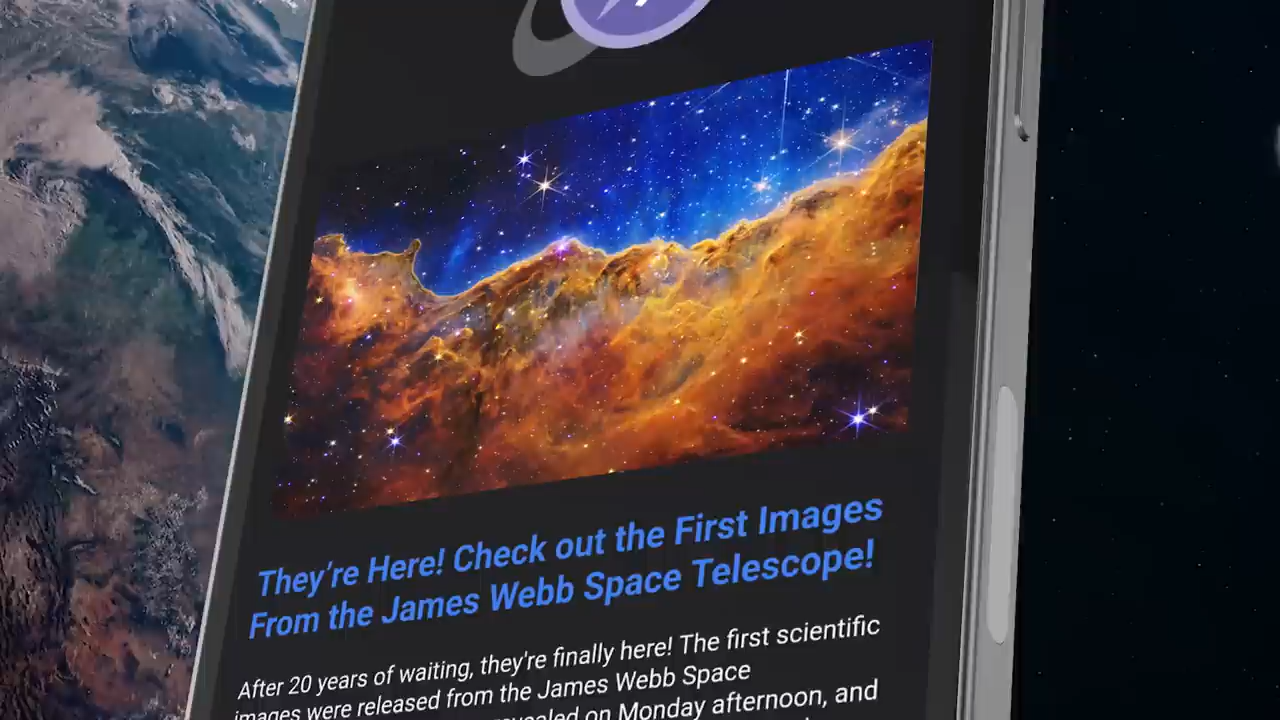 They're Here! Check out the First Images
From the James Webb Space Telescope!
After 20 years of waiting, they're finally here! The first scientific
images were released from the James Webb Space
on Monday afternoon, and